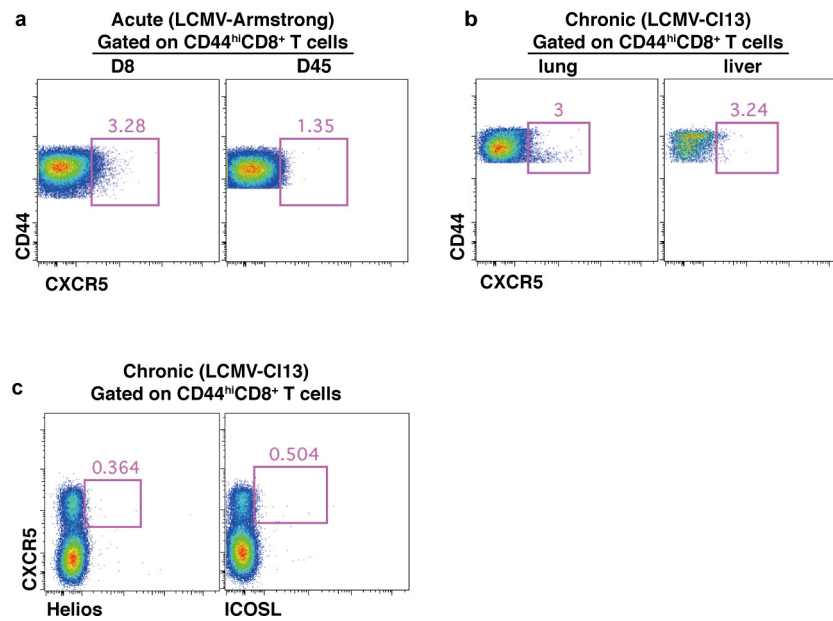 a
Acute (LCMV-Armstrong)
Gated on CD44hiCD8+ T cells
D8 D45
3.28 1.35
CD44
CXCR5
b
Chronic (LCMV-Cl13)
Gated on CD44hiCD8+ T cells
lung liver
3 3.24
CD44
CXCR5
c
Chronic (LCMV-Cl13)
Gated on CD44hiCD8+ T cells
0.364 0.504
CXCR5
Helios ICOSL